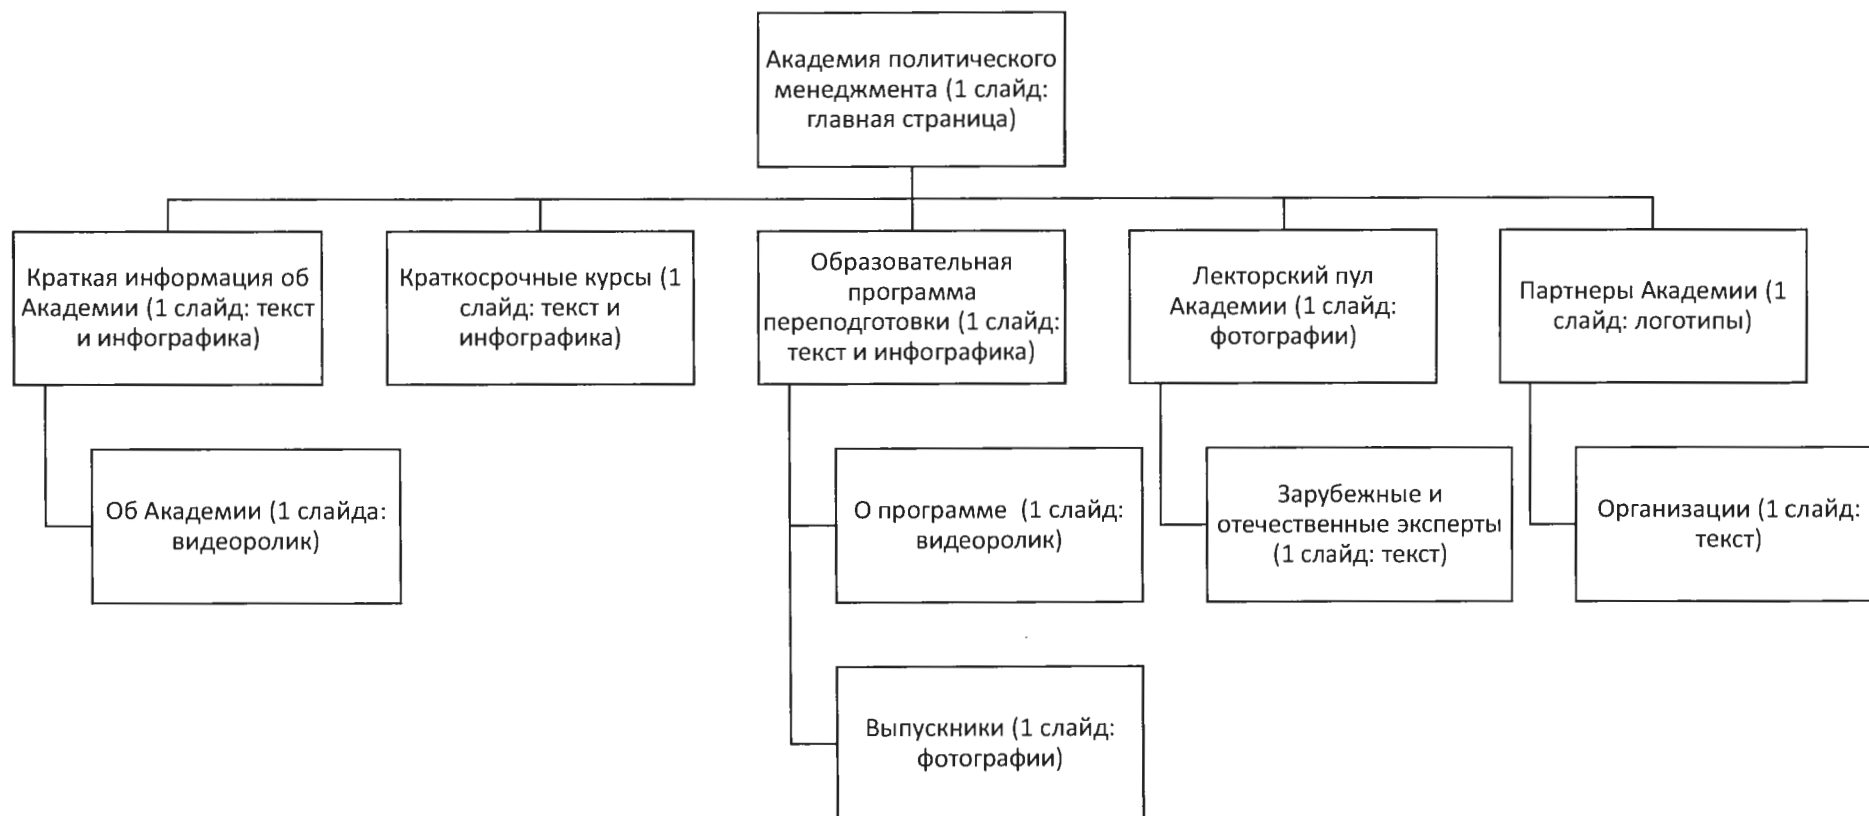 Академия политического
менеджмента (1 слайд:
главная страница)
Краткая информация об
Академии (1 слайд: текст
и инфографика)
Краткосрочные курсы (1
слайд: текст и
инфографика)
Образовательная
программа
переподготовки (1 слайд:
текст и инфографика)
Лекторский пул
Академии (1 слайд:
фотографии)
Партнеры Академии (1
слайд: логотипы)
Об Академии (1 слайда:
видеоролик)
О программе (1 слайд:
видеоролик)
Зарубежные и
отечественные эксперты
(1 слайд: текст)
Организации (1 слайд:
текст)
Выпускники (1 слайд:
фотографии)